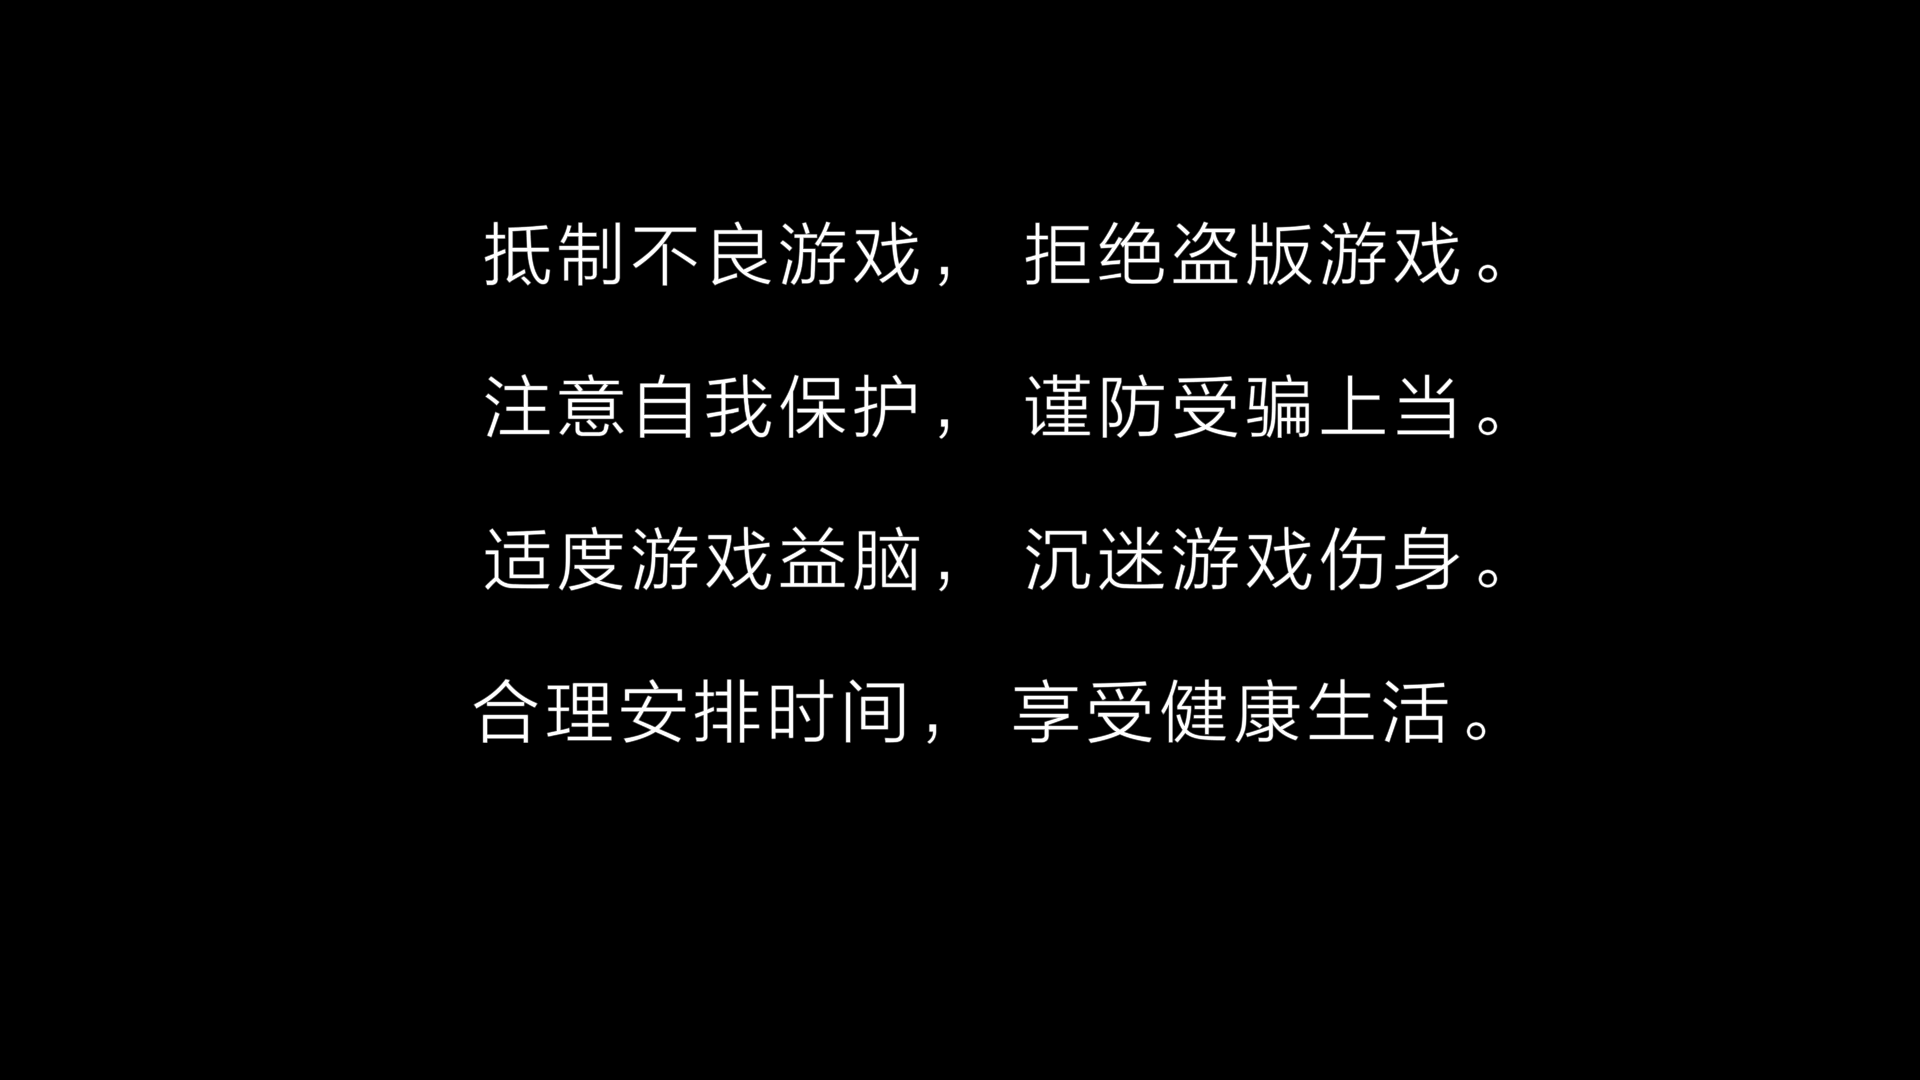 抵制不良游戏， 拒绝盗版游戏。
注意自我保护， 谨防受骗上当。
适度游戏益脑， 沉迷游戏伤身。
合理安排时间， 享受健康生活。